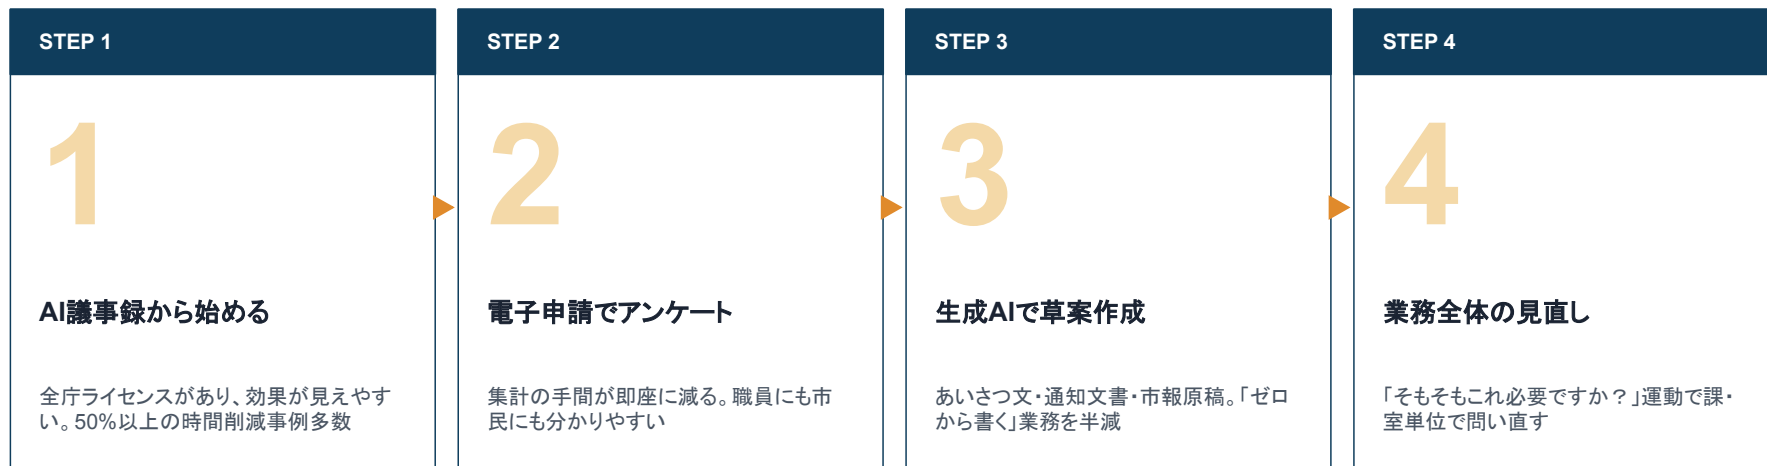 STEP 1
1
AI議事録から始める
全庁ライセンスがあり、効果が見えやす
い。50%以上の時間削減事例多数
STEP 2
2
電子申請でアンケート
集計の手間が即座に減る。職員にも市
民にも分かりやすい
STEP 3
3
生成AIで草案作成
あいさつ文・通知文書・市報原稿。「ゼロ
から書く」業務を半減
STEP 4
4
業務全体の見直し
「そもそもこれ必要ですか？」運動で課・
室単位で問い直す